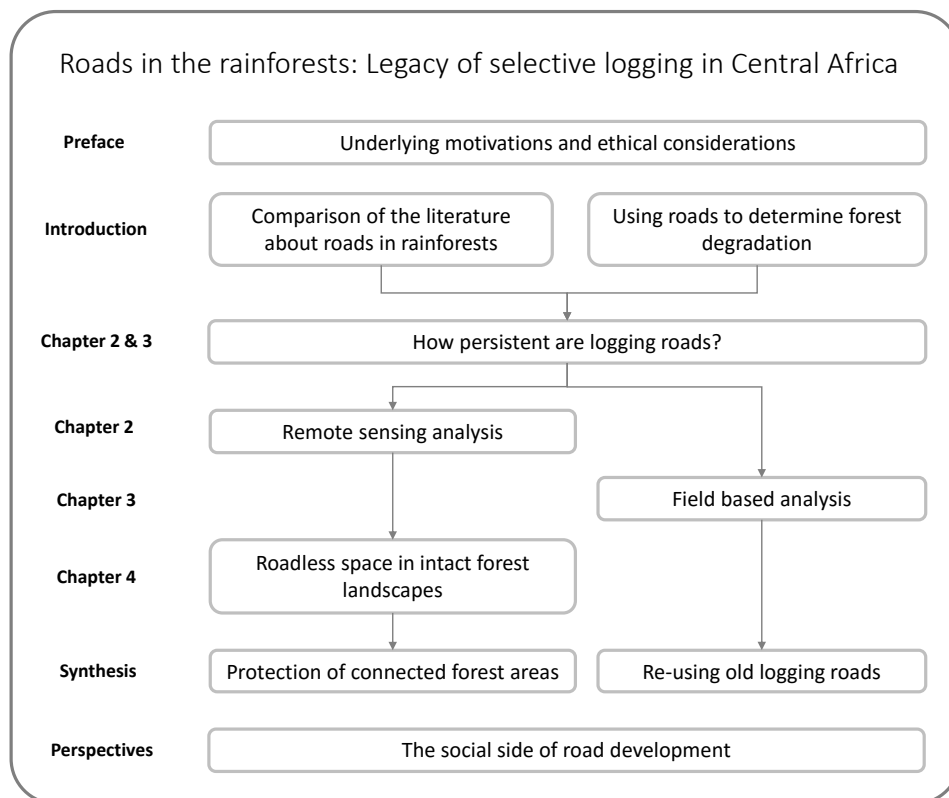 Roads in the rainforests: Legacy of selective logging in Central Africa
Preface
Underlying motivations and ethical considerations
Introduction
Comparison of the literature
about roads in rainforests
Using roads to determine forest
degradation
Chapter 2 & 3
How persistent are logging roads?
Chapter 2
Remote sensing analysis
Chapter 3
Field based analysis
Chapter 4
Roadless space in intact forest
landscapes
Synthesis
Protection of connected forest areas
Re-using old logging roads
Perspectives
The social side of road development